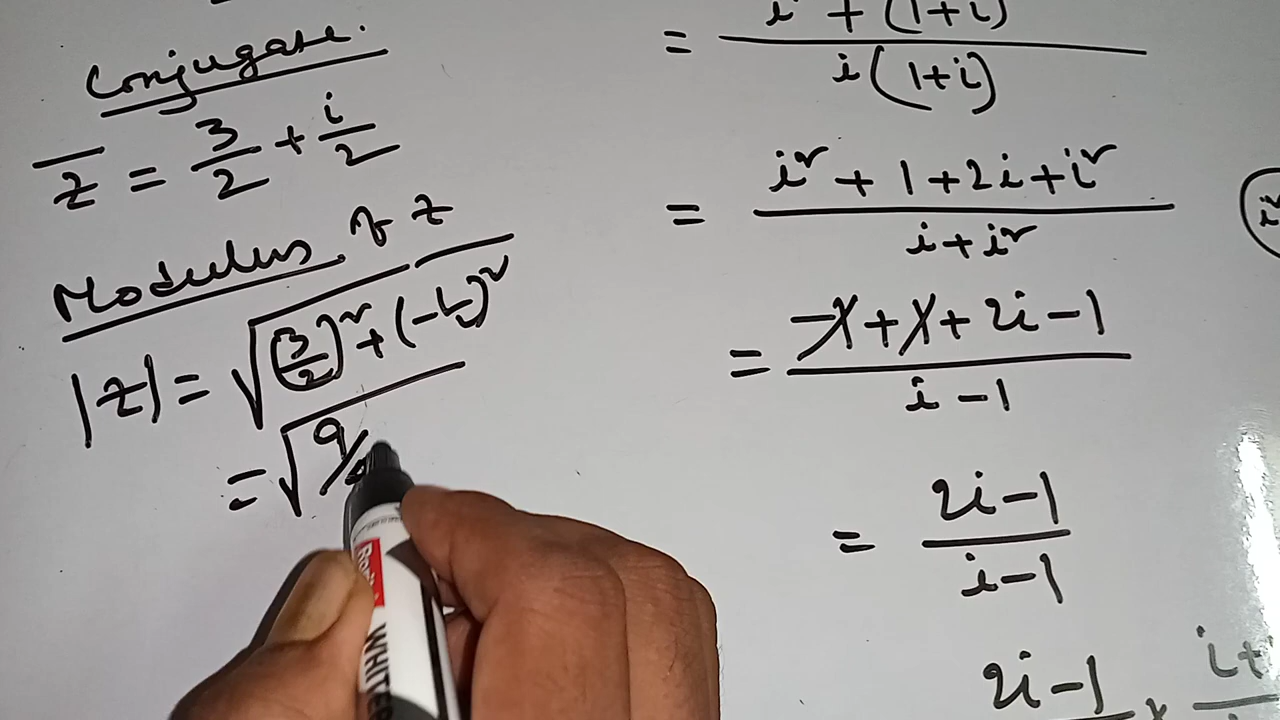 Conjugate.
z̅ = 3/2 + i/2
Modulus of z
|z| = √((3/2)² + (-1/2)²)
= √(9/
= i² + (1+i)² / i(1+i)
= i² + 1 + 2i + i² / i + i²
= -1 + 1 + 2i - 1 / i - 1
= 2i - 1 / i - 1
2i - 1
× i+